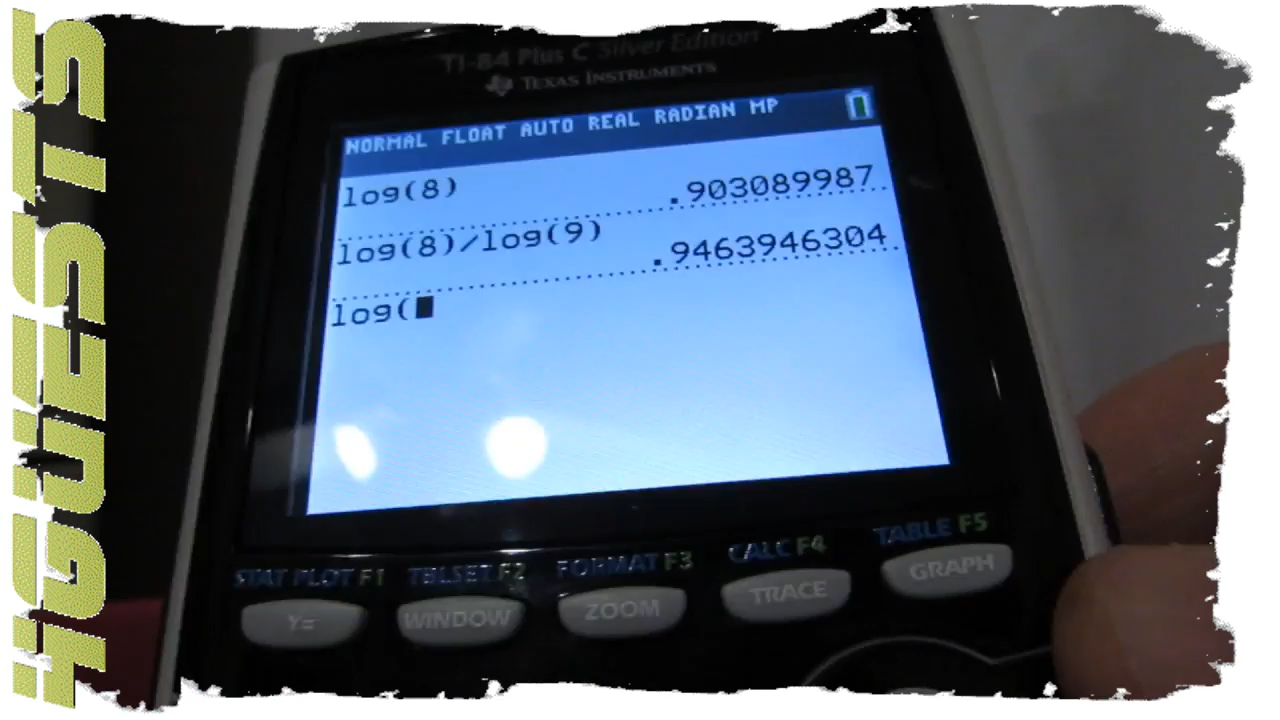 4GUESTS
TI-84 Plus C Silver Edition
TEXAS INSTRUMENTS
NORMAL FLOAT AUTO REAL RADIAN MP
log(8)
.903089987
log(8)/log(9)
.9463946304
log(
STAT PLOT F1 TBLSET F2 FORMAT F3 CALC F4 TABLE F5
Y= WINDOW ZOOM TRACE GRAPH